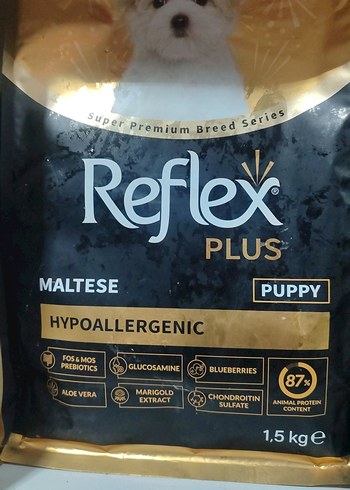 Super Premium Breed Series
Reflex®
PLUS
MALTESE
PUPPY
HYPOALLERGENIC
FOS & MOS
PREBIOTICS
GLUCOSAMINE
BLUEBERRIES
ALOE VERA
MARIGOLD
EXTRACT
CHONDROITIN
SULFATE
87%
ANIMAL PROTEIN
CONTENT
1,5 kg ℮